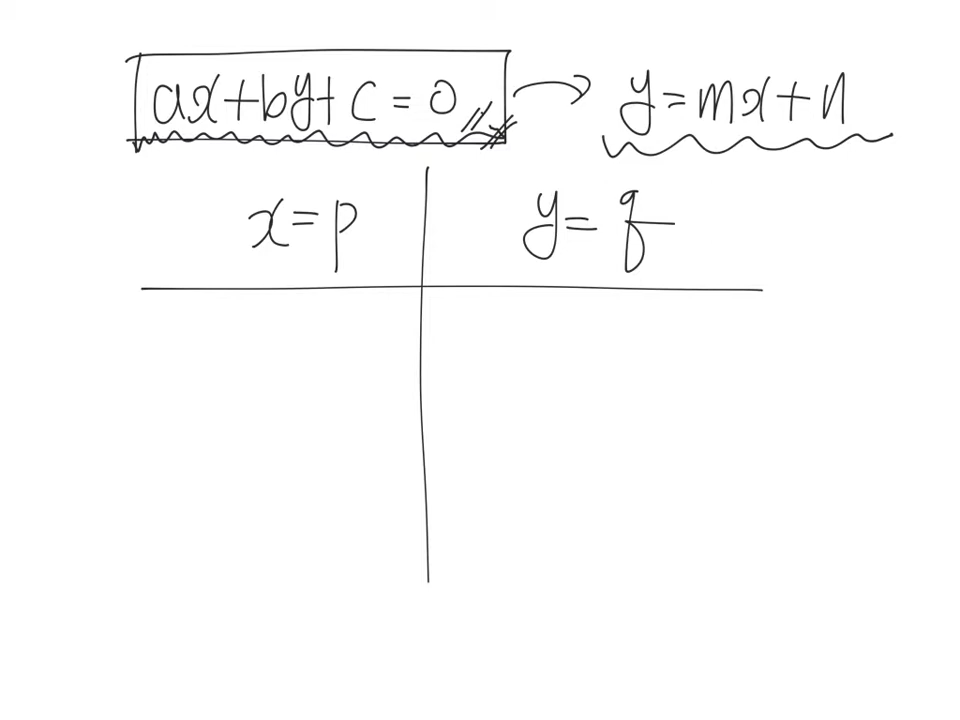 ax+by+c=0 → y=mx+n
x=p y=q